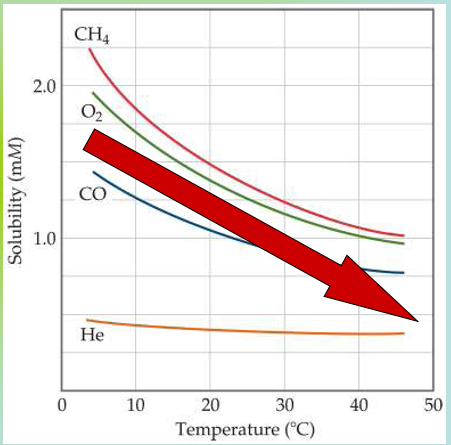 CH₄
2.0
O₂
CO
Solubility (mM)
1.0
He
0 10 20 30 40 50
Temperature (°C)